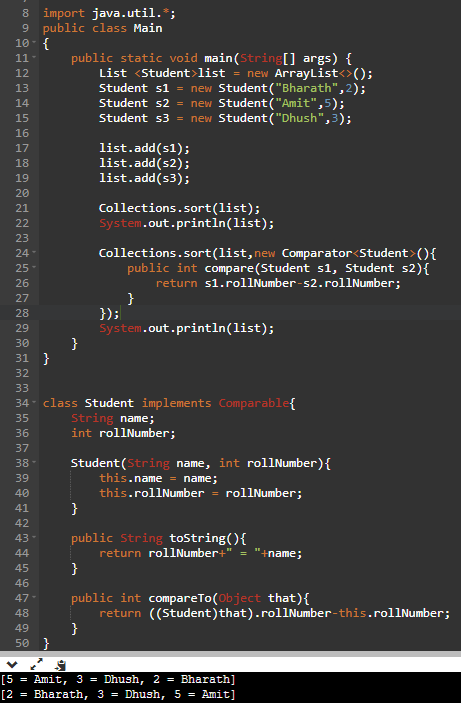 8 import java.util.*;
9 public class Main
10 {
11 public static void main(String[] args) {
12 List <Student>list = new ArrayList<>();
13 Student s1 = new Student("Bharath",2);
14 Student s2 = new Student("Amit",5);
15 Student s3 = new Student("Dhush",3);
16
17 list.add(s1);
18 list.add(s2);
19 list.add(s3);
20
21 Collections.sort(list);
22 System.out.println(list);
23
24 Collections.sort(list,new Comparator<Student>(){
25 public int compare(Student s1, Student s2){
26 return s1.rollNumber-s2.rollNumber;
27 }
28 });
29 System.out.println(list);
30 }
31 }
32
33
34 class Student implements Comparable{
35 String name;
36 int rollNumber;
37
38 Student(String name, int rollNumber){
39 this.name = name;
40 this.rollNumber = rollNumber;
41 }
42
43 public String toString(){
44 return rollNumber+" = "+name;
45 }
46
47 public int compareTo(Object that){
48 return ((Student)that).rollNumber-this.rollNumber;
49 }
50 }
[5 = Amit, 3 = Dhush, 2 = Bharath]
[2 = Bharath, 3 = Dhush, 5 = Amit]